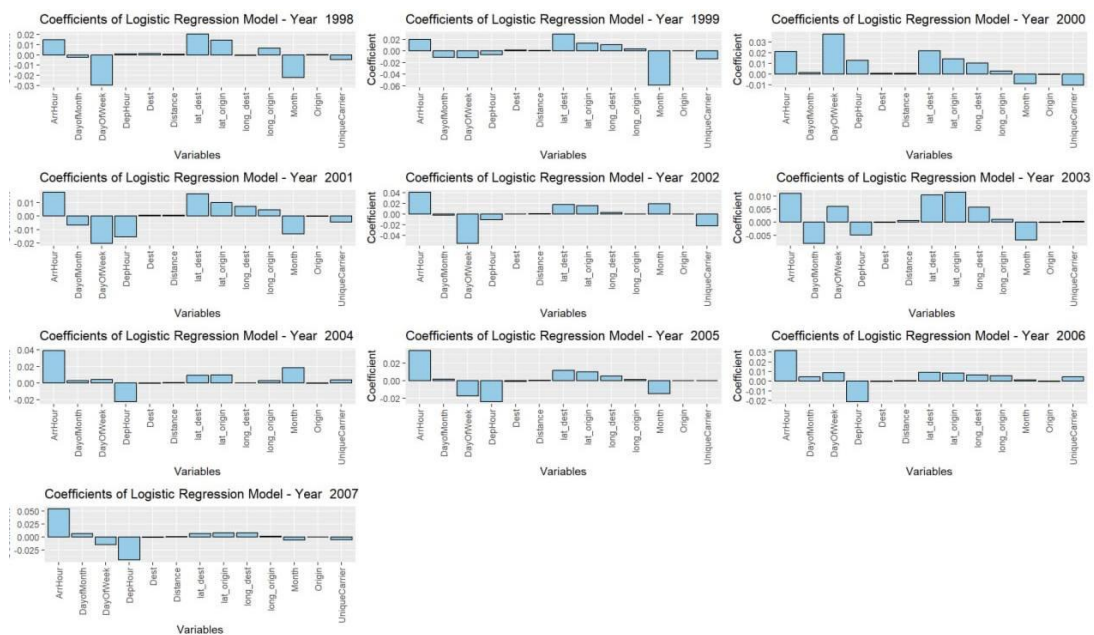 Coefficients of Logistic Regression Model - Year 1998
0.02
0.01
0.00
-0.01
-0.02
-0.03
ArrHour
DayofMonth
DayOfWeek
DepHour
Dest
Distance
lat_dest
lat_origin
long_dest
long_origin
Month
Origin
UniqueCarrier
Variables
Coefficients of Logistic Regression Model - Year 1999
Coefficient
0.02
0.00
-0.02
-0.04
-0.06
ArrHour
DayofMonth
DayOfWeek
DepHour
Dest
Distance
lat_dest
lat_origin
long_dest
long_origin
Month
Origin
UniqueCarrier
Variables
Coefficients of Logistic Regression Model - Year 2000
Coefficient
0.03
0.02
0.01
0.00
-0.01
ArrHour
DayofMonth
DayOfWeek
DepHour
Dest
Distance
lat_dest
lat_origin
long_dest
long_origin
Month
Origin
UniqueCarrier
Variables
Coefficients of Logistic Regression Model - Year 2001
0.01
0.00
-0.01
-0.02
ArrHour
DayofMonth
DayOfWeek
DepHour
Dest
Distance
lat_dest
lat_origin
long_dest
long_origin
Month
Origin
UniqueCarrier
Variables
Coefficients of Logistic Regression Model - Year 2002
Coefficient
0.04
0.02
0.00
-0.02
-0.04
ArrHour
DayofMonth
DayOfWeek
DepHour
Dest
Distance
lat_dest
lat_origin
long_dest
long_origin
Month
Origin
UniqueCarrier
Variables
Coefficients of Logistic Regression Model - Year 2003
Coefficient
0.010
0.005
0.000
-0.005
ArrHour
DayofMonth
DayOfWeek
DepHour
Dest
Distance
lat_dest
lat_origin
long_dest
long_origin
Month
Origin
UniqueCarrier
Variables
Coefficients of Logistic Regression Model - Year 2004
0.04
0.02
0.00
-0.02
ArrHour
DayofMonth
DayOfWeek
DepHour
Dest
Distance
lat_dest
lat_origin
long_dest
long_origin
Month
Origin
UniqueCarrier
Variables
Coefficients of Logistic Regression Model - Year 2005
Coefficient
0.02
0.00
-0.02
ArrHour
DayofMonth
DayOfWeek
DepHour
Dest
Distance
lat_dest
lat_origin
long_dest
long_origin
Month
Origin
UniqueCarrier
Variables
Coefficients of Logistic Regression Model - Year 2006
Coefficient
0.03
0.02
0.01
0.00
-0.01
-0.02
ArrHour
DayofMonth
DayOfWeek
DepHour
Dest
Distance
lat_dest
lat_origin
long_dest
long_origin
Month
Origin
UniqueCarrier
Variables
Coefficients of Logistic Regression Model - Year 2007
0.050
0.025
0.000
-0.025
ArrHour
DayofMonth
DayOfWeek
DepHour
Dest
Distance
lat_dest
lat_origin
long_dest
long_origin
Month
Origin
UniqueCarrier
Variables